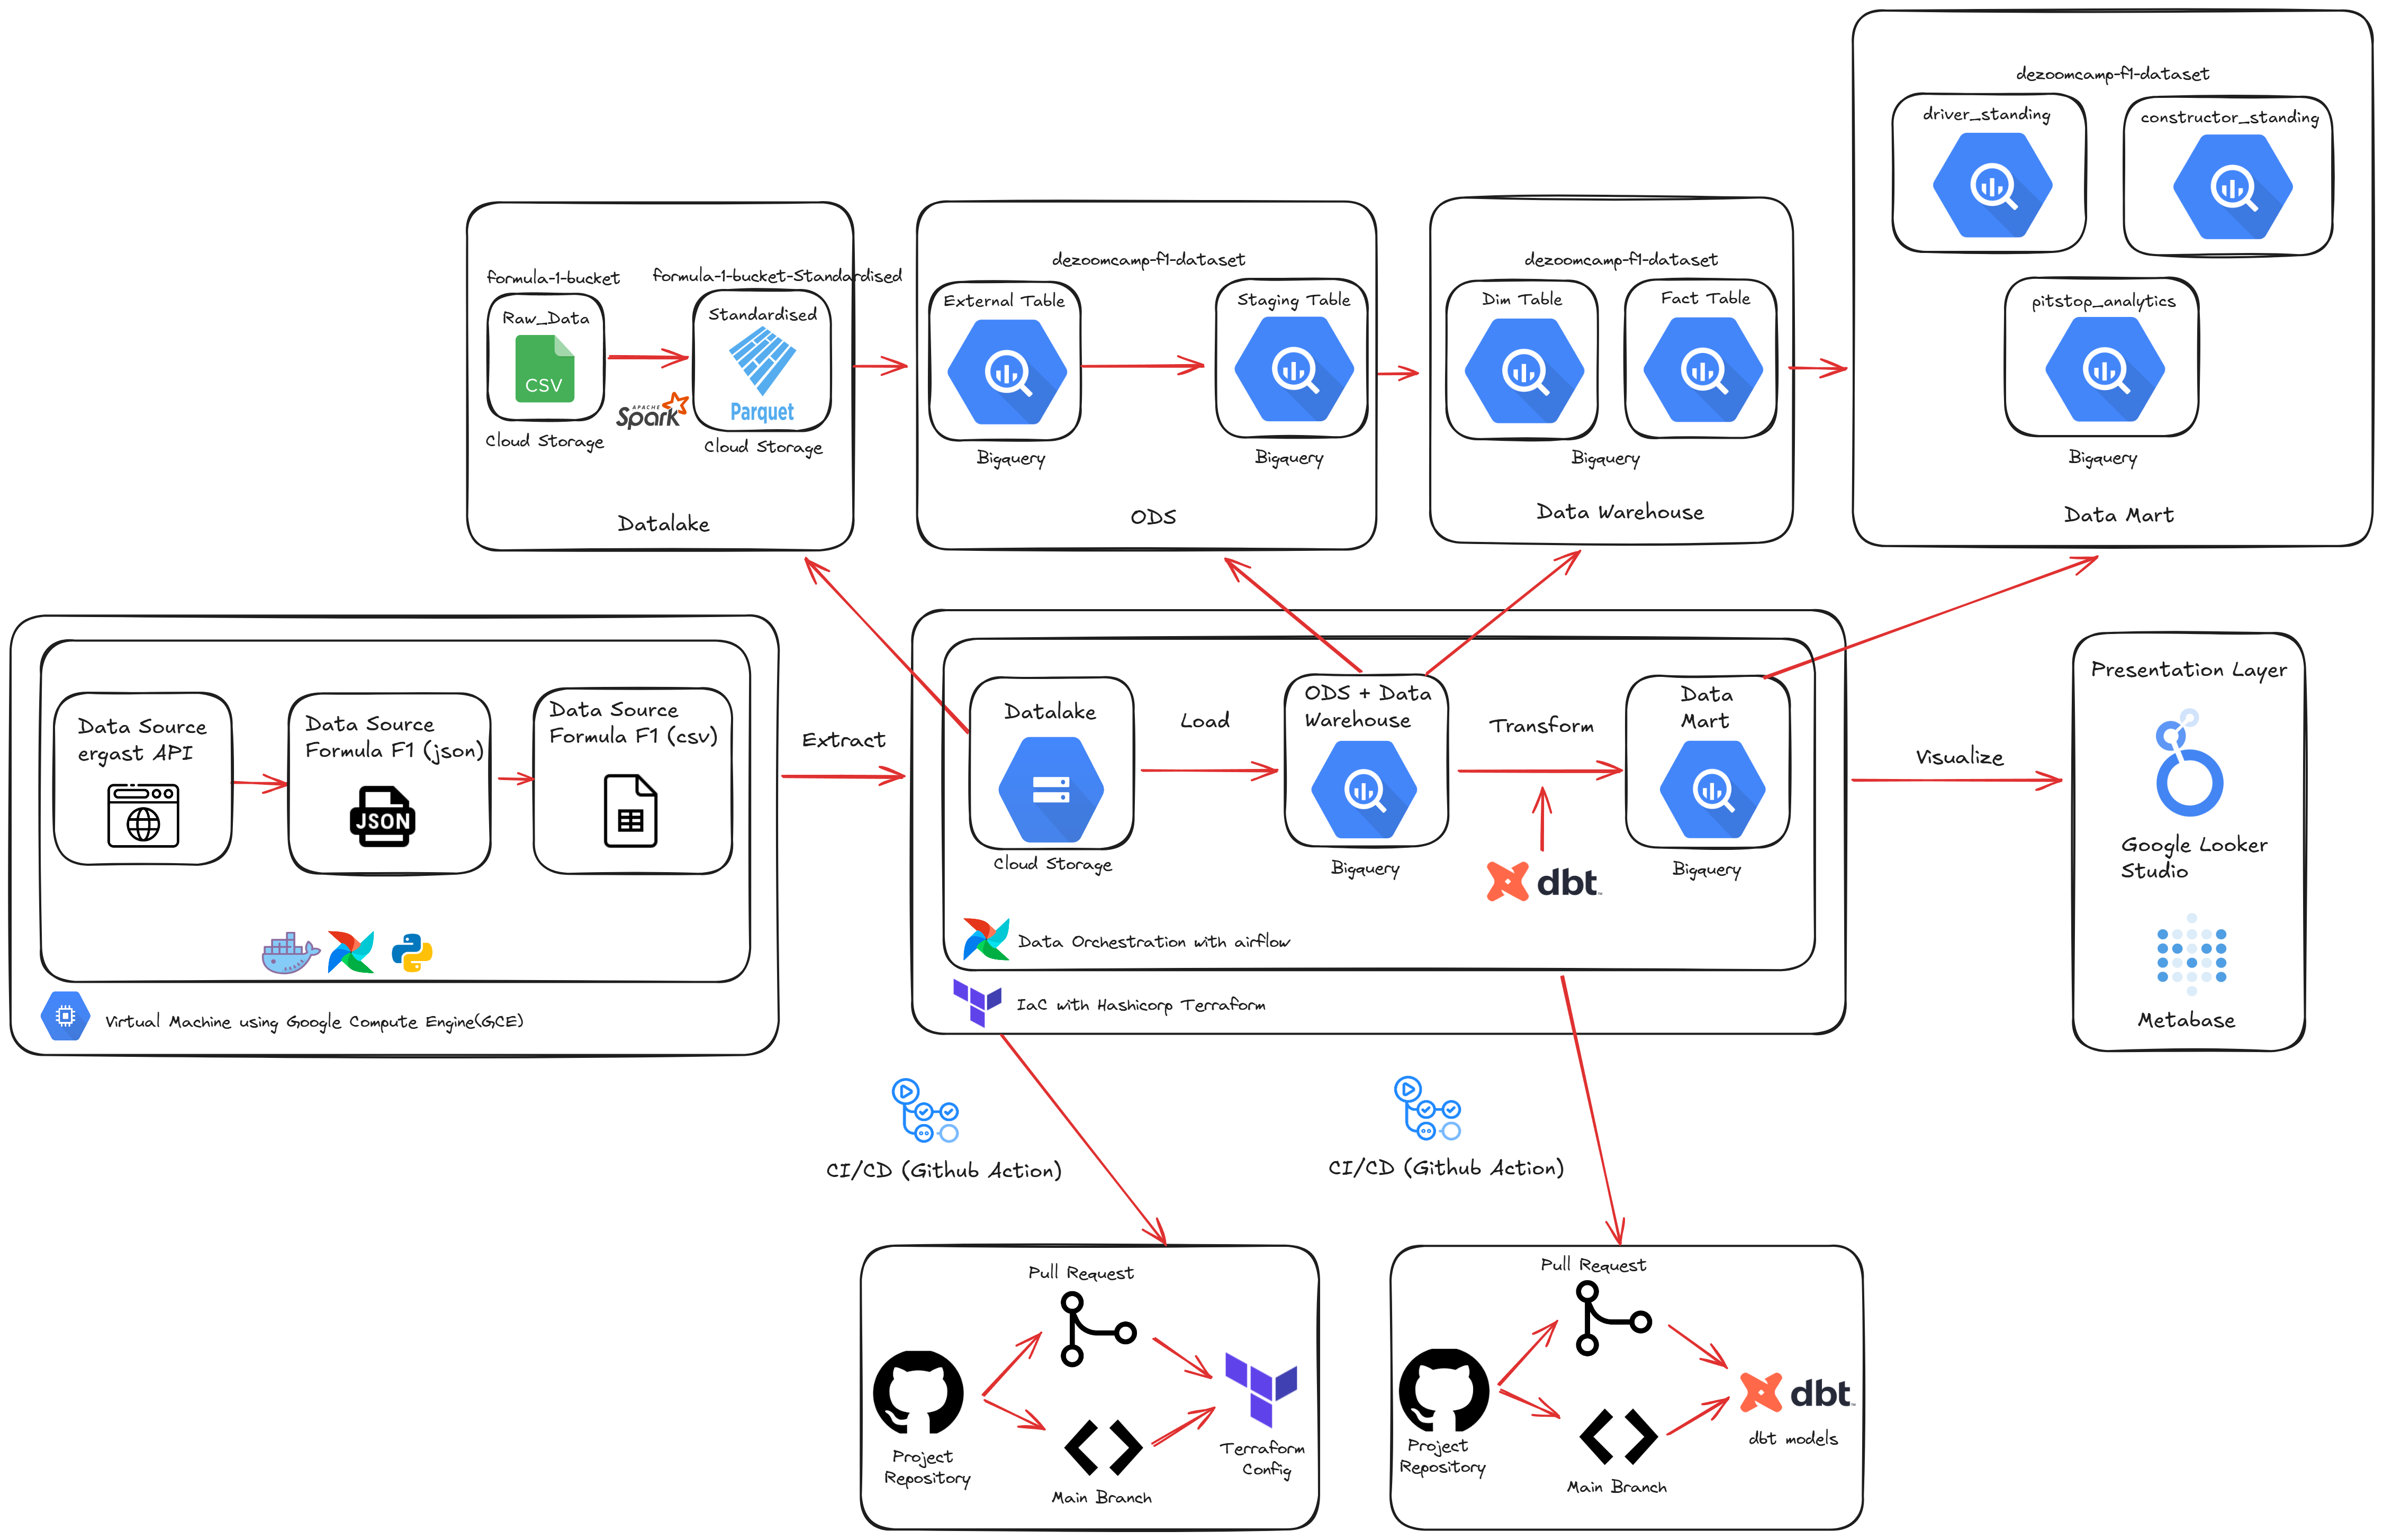 dezoomcamp-f1-dataset
driver_standing
constructor_standing
pitstop_analytics
Bigquery
Data Mart
formula-1-bucket
formula-1-bucket-Standardised
Raw_Data
CSV
Cloud Storage
APACHE
Spark
Standardised
Parquet
Cloud Storage
Datalake
dezoomcamp-f1-dataset
External Table
Bigquery
Staging Table
Bigquery
ODS
dezoomcamp-f1-dataset
Dim Table
Fact Table
Bigquery
Data Warehouse
Data Source
ergast API
Data Source
Formula F1 (json)
JSON
Data Source
Formula F1 (csv)
Virtual Machine using Google Compute Engine(GCE)
Extract
Datalake
Cloud Storage
Load
ODS + Data
Warehouse
Bigquery
Transform
dbt
Data
Mart
Bigquery
Data Orchestration with airflow
IaC with Hashicorp Terraform
Visualize
Presentation Layer
Google Looker
Studio
Metabase
CI/CD (Github Action)
CI/CD (Github Action)
Pull Request
Project
Repository
Main Branch
Terraform
Config
Pull Request
Project
Repository
Main Branch
dbt
dbt models